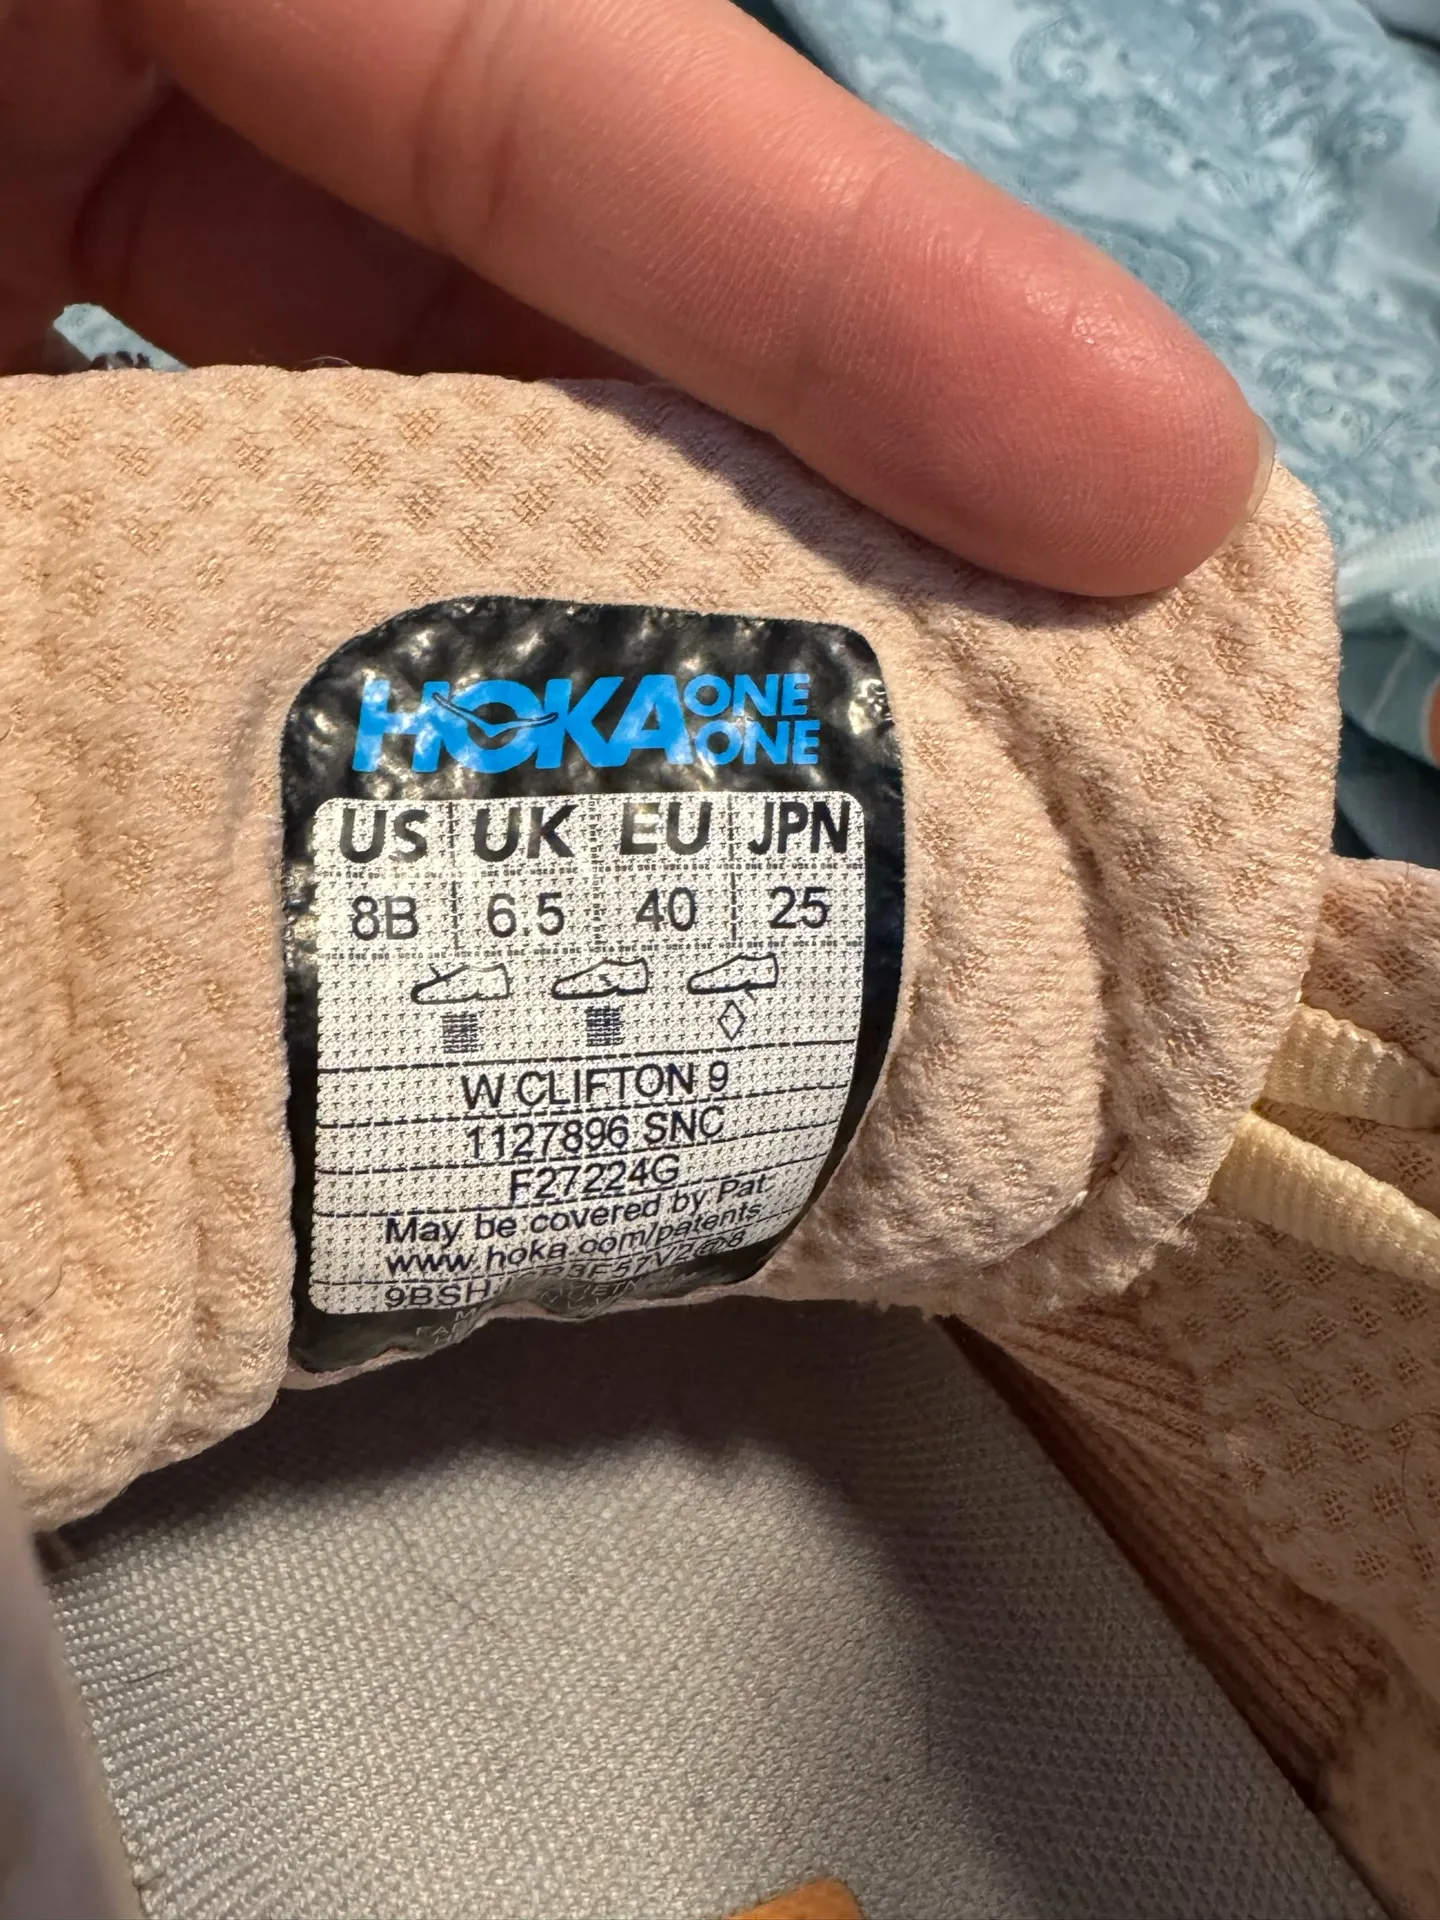 HOKA ONE ONE
US UK EU JPN
8B 6.5 40 25
W CLIFTON 9
1127896 SNC
F27224G
May be covered by Pat.
www.hoka.com/patents